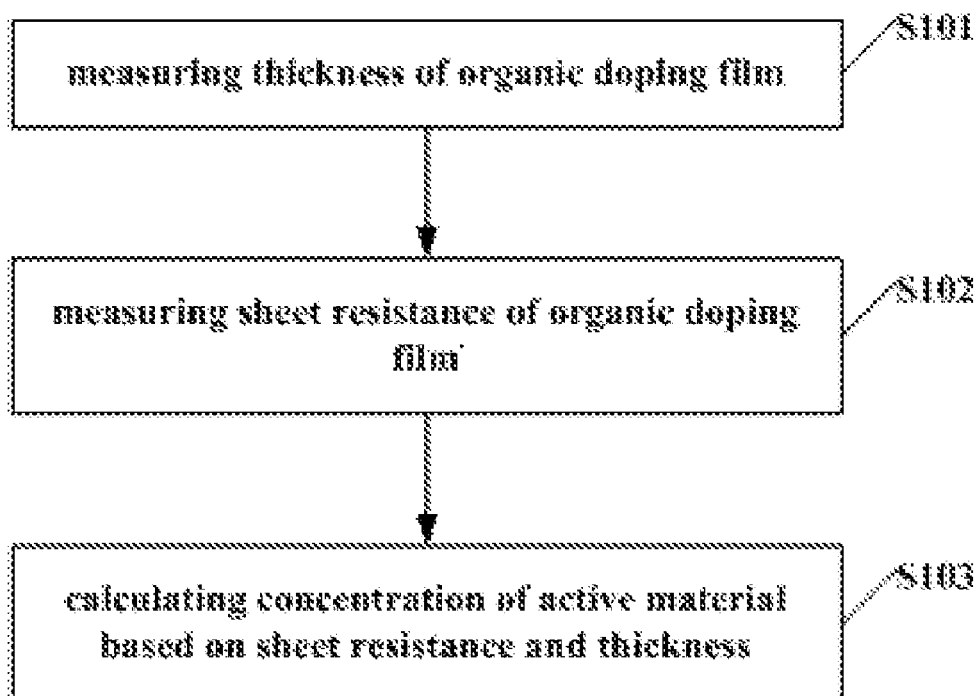 S101
measuring thickness of organic doping film
S102
measuring sheet resistance of organic doping
film
S103
calculating concentration of active material
based on sheet resistance and thickness